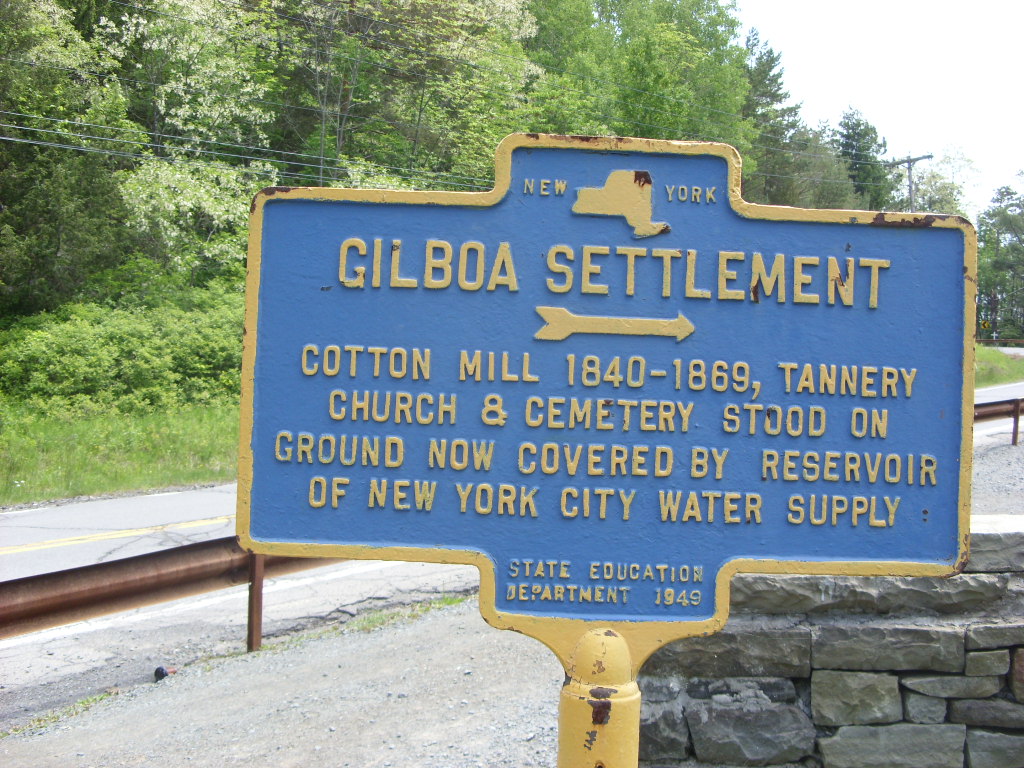 NEW YORK
GILBOA SETTLEMENT
COTTON MILL 1840-1869, TANNERY
CHURCH & CEMETERY STOOD ON
GROUND NOW COVERED BY RESERVOIR
OF NEW YORK CITY WATER SUPPLY
STATE EDUCATION
DEPARTMENT 1949